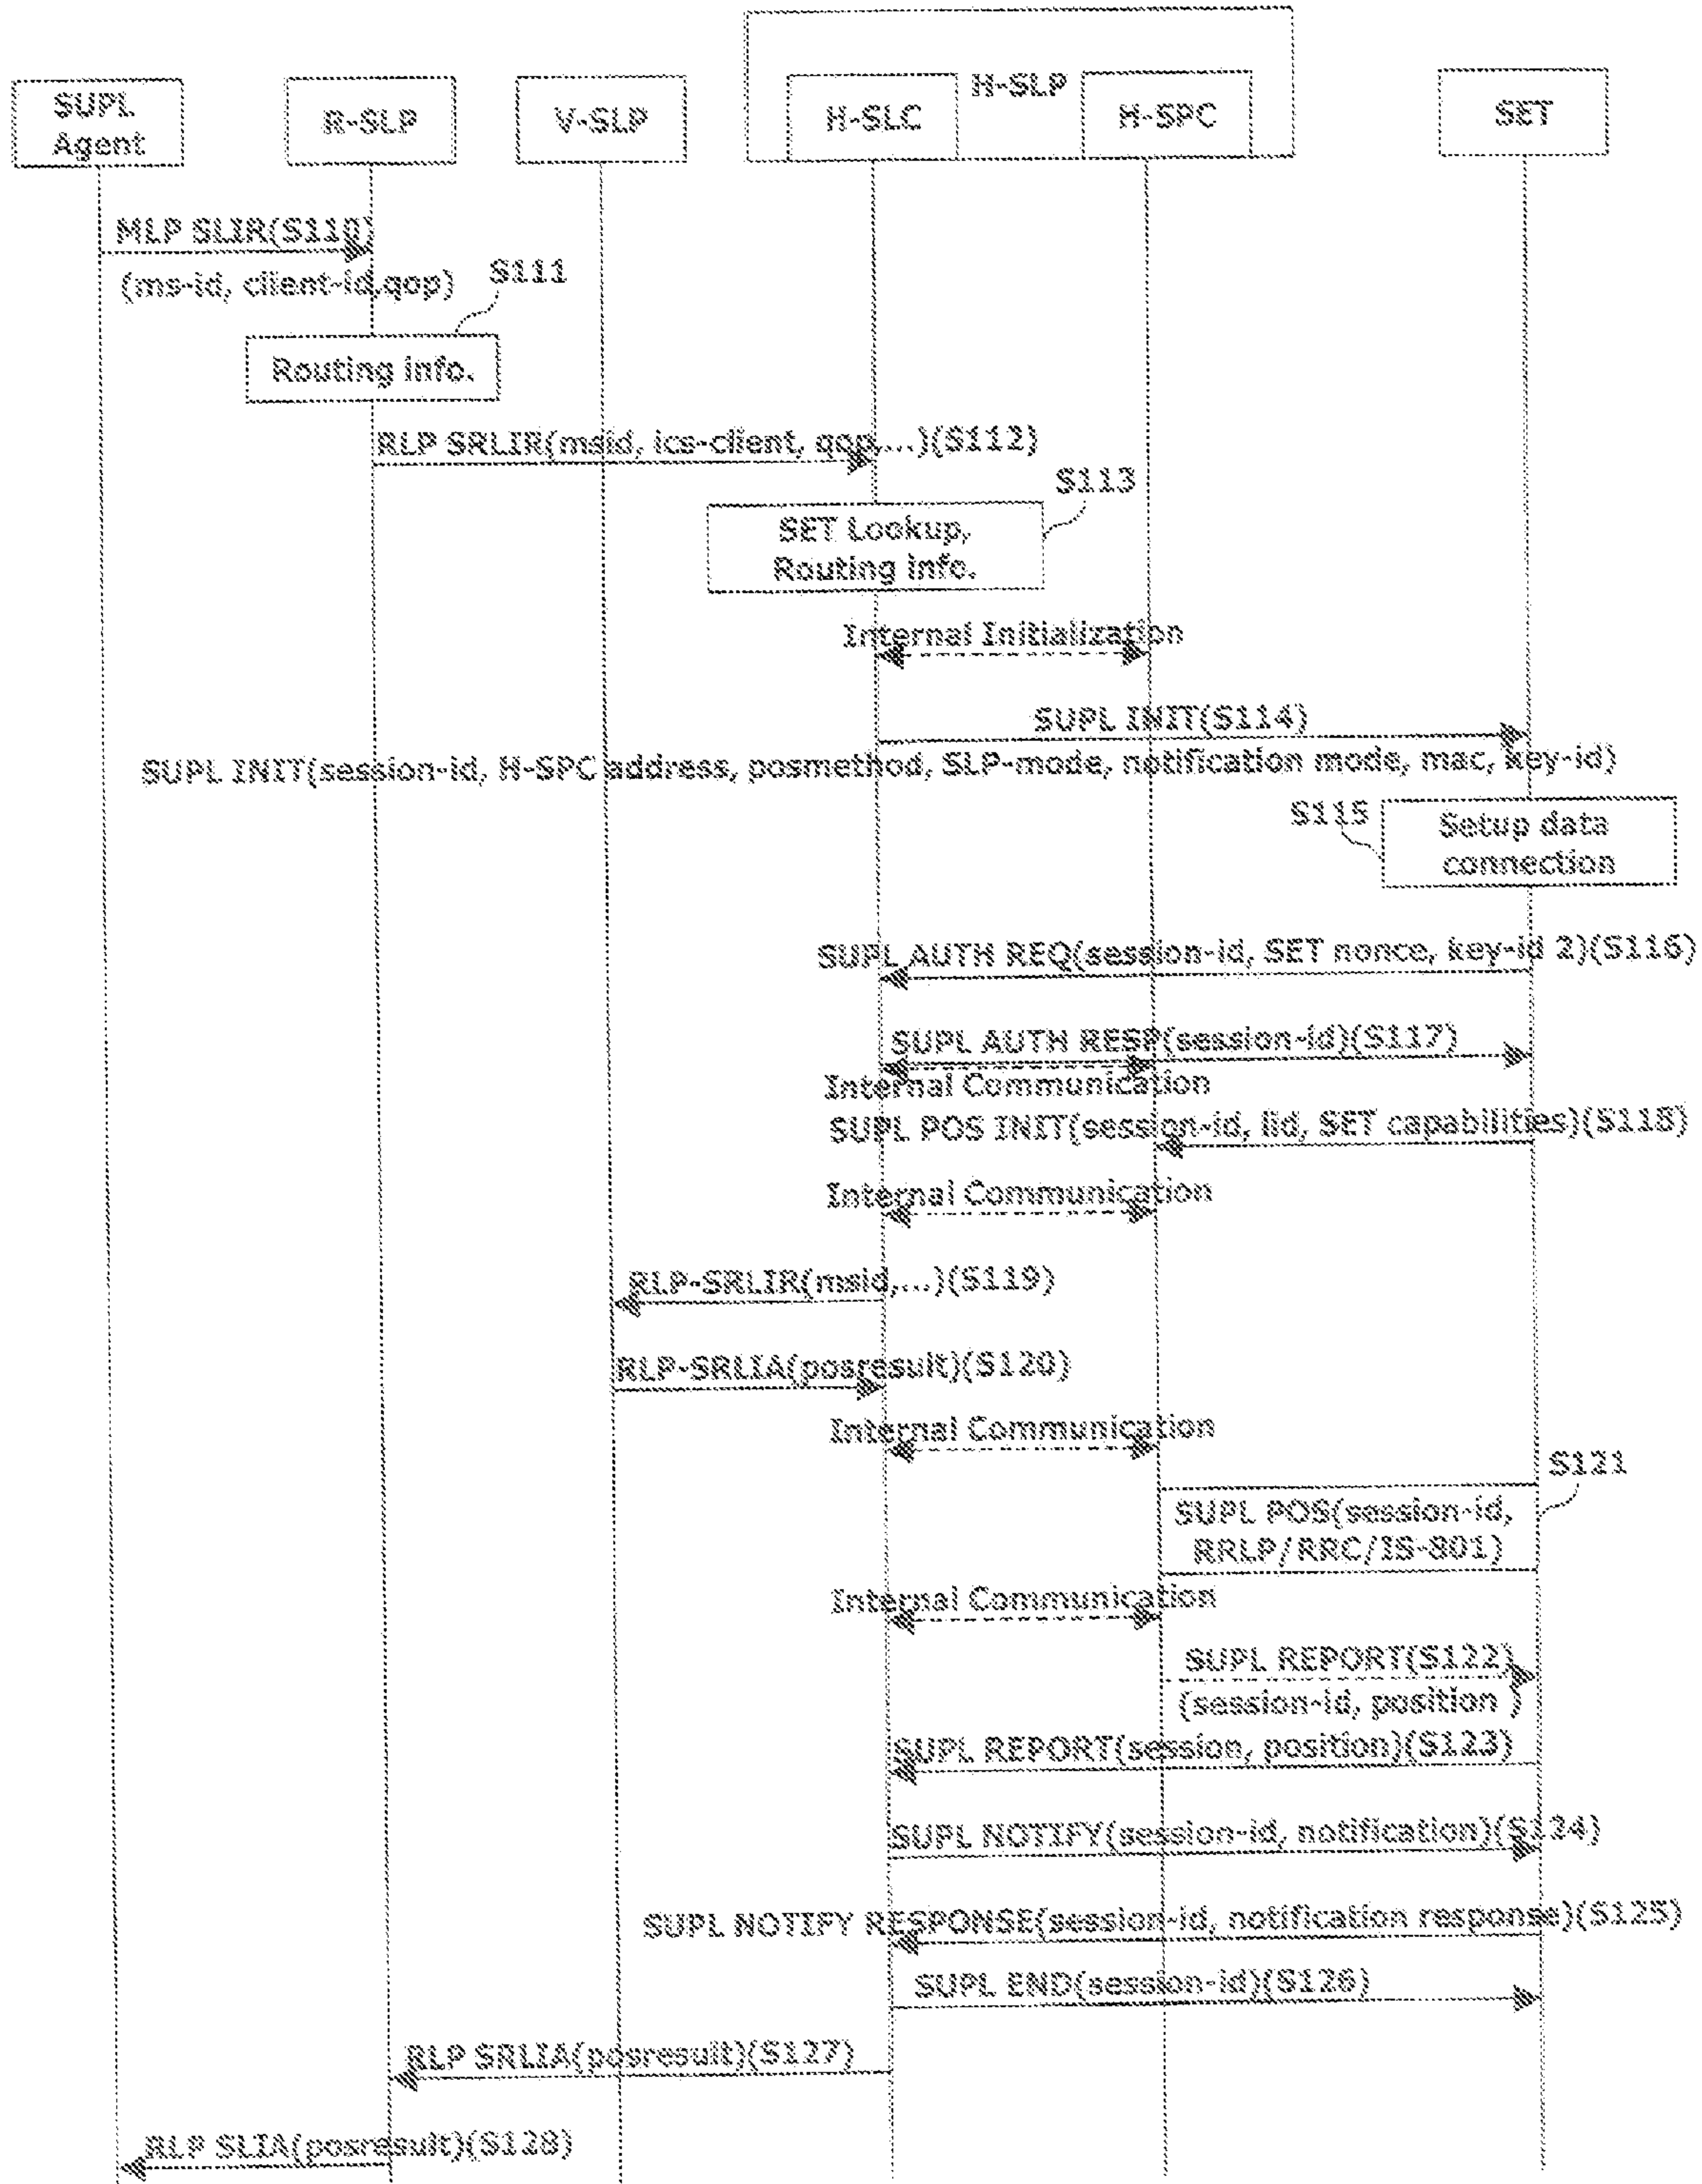 H-SLP
SUPL
Agent
R-SLP
V-SLP
H-SLC
H-SPC
SET
MLP SLIR(S110)
(ms-id, client-id,qop)
S111
Routing info.
RLP SRLIR(msid, ics-client, qop,...)(S112)
S113
SET Lookup,
Routing info.
Internal Initialization
SUPL INIT(S114)
SUPL INIT(session-id, H-SPC address, posmethod, SLP-mode, notification mode, mac, key-id)
S115
Setup data
connection
SUPL AUTH REQ(session-id, SET nonce, key-id 2)(S116)
SUPL AUTH RESP(session-id)(S117)
Internal Communication
SUPL POS INIT(session-id, lid, SET capabilities)(S118)
Internal Communication
RLP-SRLIR(msid,...)(S119)
RLP-SRLIA(posresult)(S120)
Internal Communication
S121
SUPL POS(session-id,
RRLP/RRC/IS-801)
Internal Communication
SUPL REPORT(S122)
(session-id, position )
SUPL REPORT(session, position)(S123)
SUPL NOTIFY(session-id, notification)(S124)
SUPL NOTIFY RESPONSE(session-id, notification response)(S125)
SUPL END(session-id)(S126)
RLP SRLIA(posresult)(S127)
RLP SLIA(posresult)(S128)